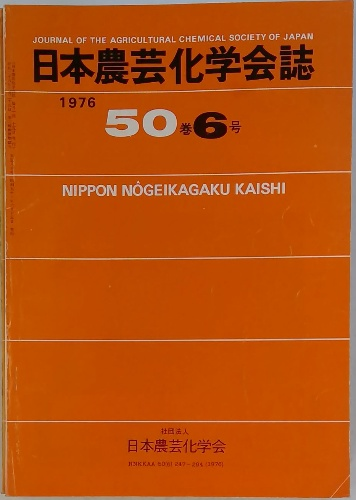 JOURNAL OF THE AGRICULTURAL CHEMICAL SOCIETY OF JAPAN
日本農芸化学会誌
1976
50巻6号
NIPPON NÔGEIKAGAKU KAISHI
社団法人
日本農芸化学会